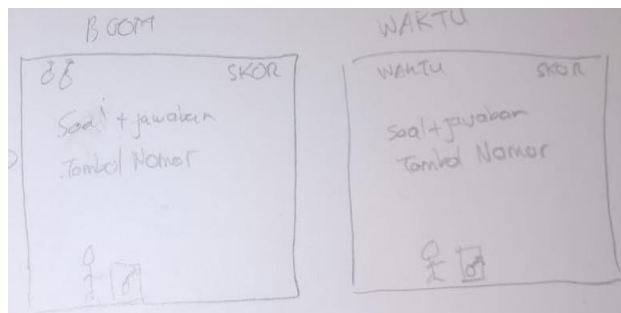 BOOM
SKOR
Soal + jawaban
Tombol Nomor
WAKTU
WAKTU SKOR
soal + jawaban
Tombol Nomor